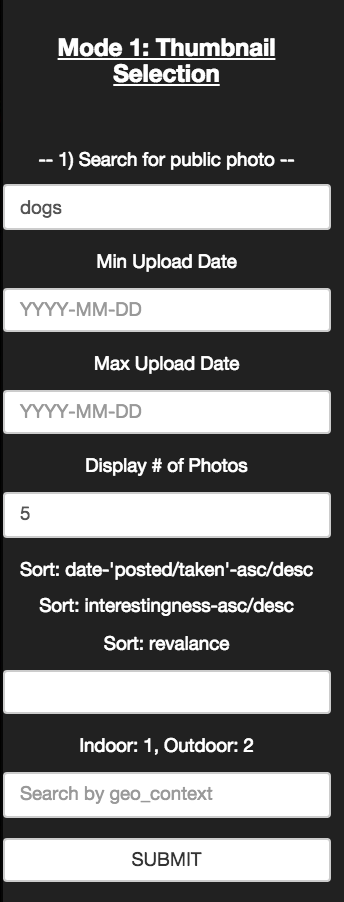 Mode 1: Thumbnail
Selection
-- 1) Search for public photo --
dogs
Min Upload Date
YYYY-MM-DD
Max Upload Date
YYYY-MM-DD
Display # of Photos
5
Sort: date-'posted/taken'-asc/desc
Sort: interestingness-asc/desc
Sort: revalance
Indoor: 1, Outdoor: 2
Search by geo_context
SUBMIT